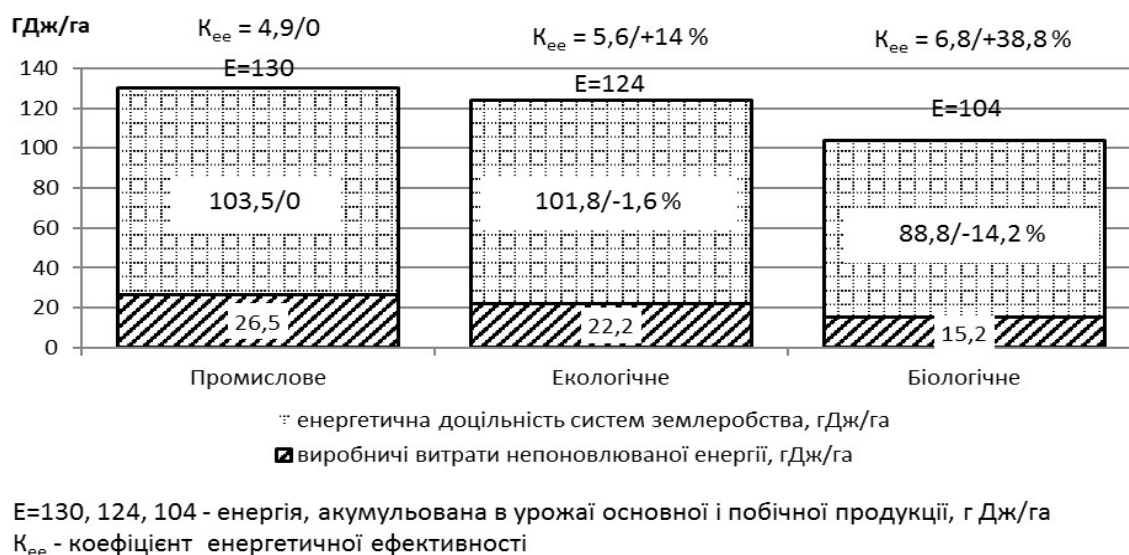 ГДж/га
Кее = 4,9/0
Кее = 5,6/+14 %
Кее = 6,8/+38,8 %
140
120
100
80
60
40
20
0
Е=130
Е=124
Е=104
103,5/0
101,8/-1,6 %
88,8/-14,2 %
26,5
22,2
15,2
Промислове
Екологічне
Біологічне
енергетична доцільність систем землеробства, гДж/га
виробничі витрати непоновлюваної енергії, гДж/га
Е=130, 124, 104 - енергія, акумульована в урожаї основної і побічної продукції, г Дж/га
Кее - коефіцієнт енергетичної ефективності